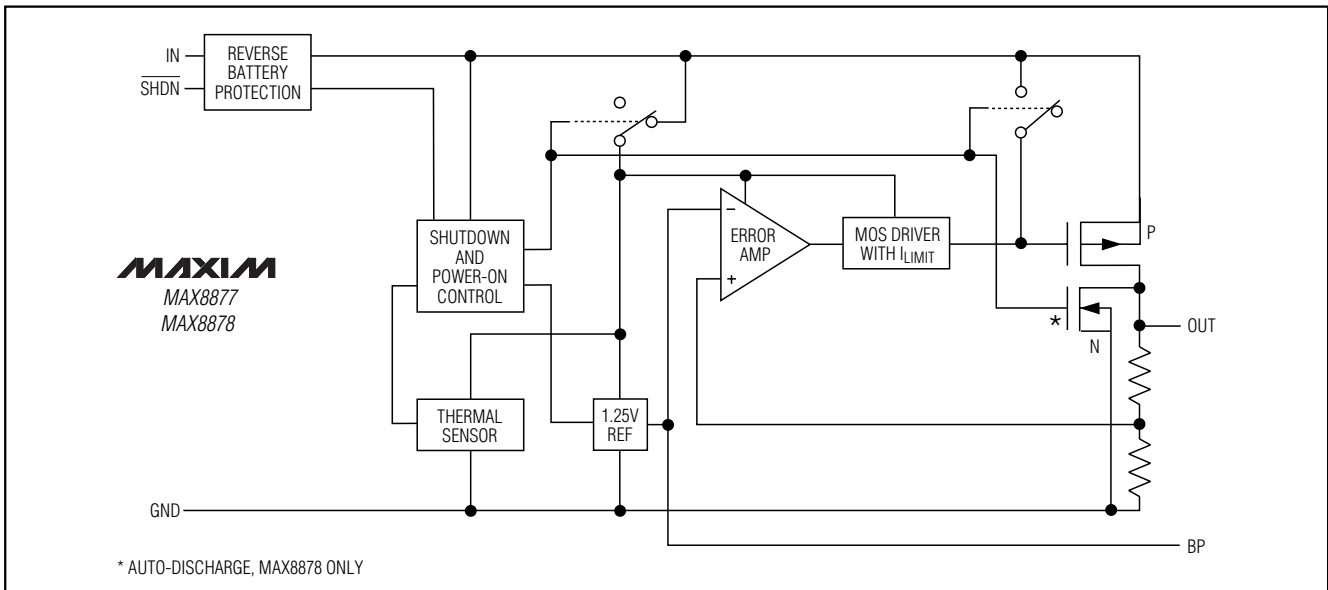 IN
SHDN
REVERSE
BATTERY
PROTECTION
SHUTDOWN
AND
POWER-ON
CONTROL
−
ERROR
AMP
+
MOS DRIVER
WITH ILIMIT
P
MAXIM
MAX8877
MAX8878
*
N
OUT
THERMAL
SENSOR
1.25V
REF
GND
BP
* AUTO-DISCHARGE, MAX8878 ONLY